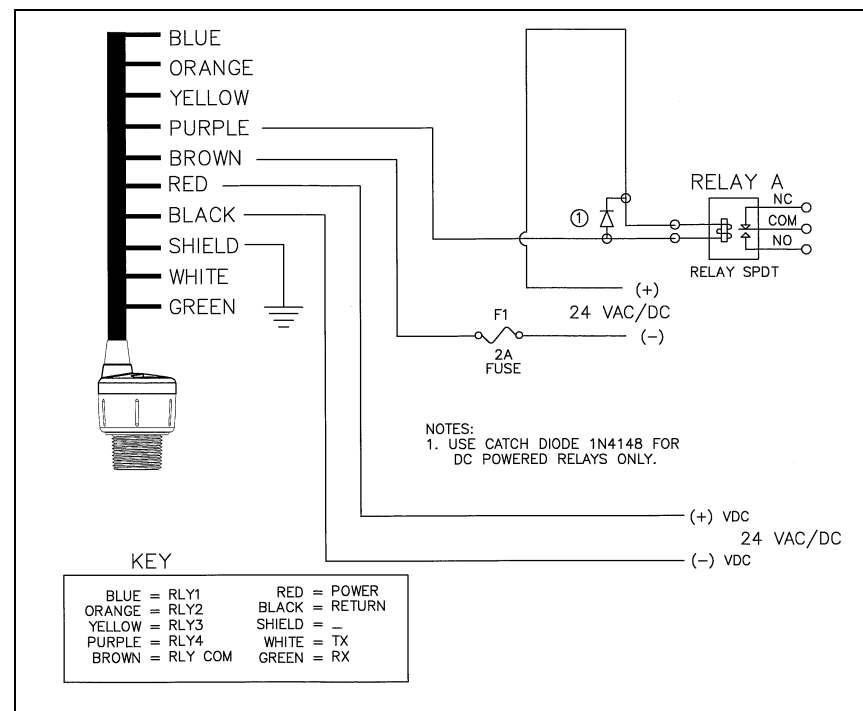 BLUE
ORANGE
YELLOW
PURPLE
BROWN
RED
BLACK
SHIELD
WHITE
GREEN
1
RELAY A
NC
COM
NO
RELAY SPDT
(+)
24 VAC/DC
(-)
F1
2A
FUSE
NOTES:
1. USE CATCH DIODE 1N4148 FOR
DC POWERED RELAYS ONLY.
(+) VDC
24 VAC/DC
(-) VDC
KEY
BLUE = RLY1
ORANGE = RLY2
YELLOW = RLY3
PURPLE = RLY4
BROWN = RLY COM
RED = POWER
BLACK = RETURN
SHIELD = _
WHITE = TX
GREEN = RX